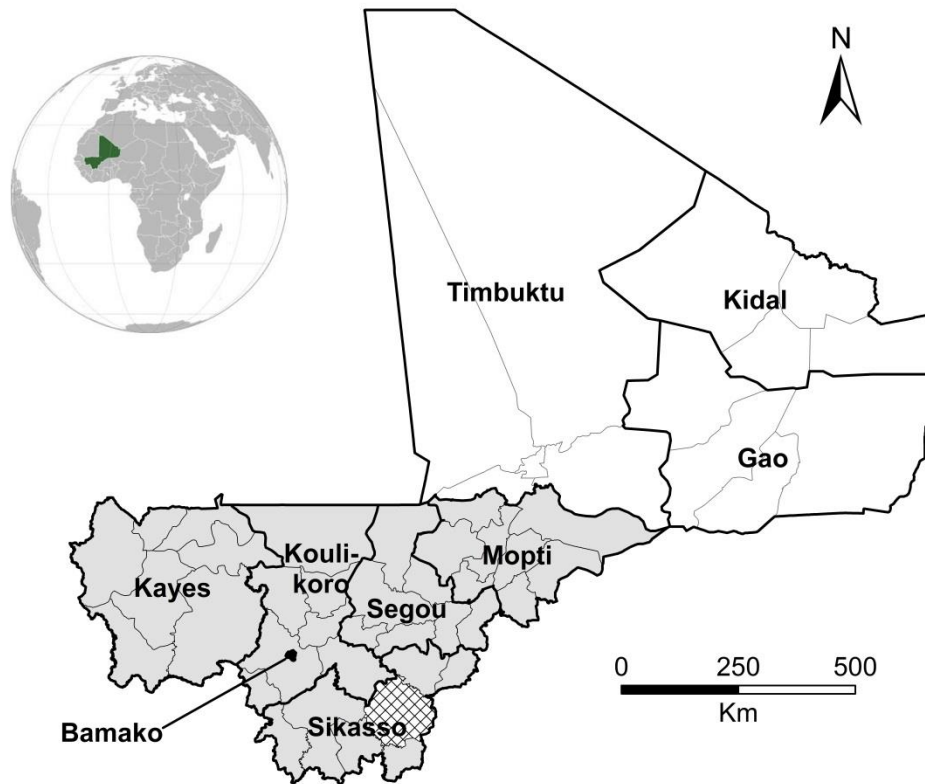 N
Timbuktu
Kidal
Gao
Kouli-
koro
Mopti
Kayes
Segou
0 250 500
Km
Bamako
Sikasso